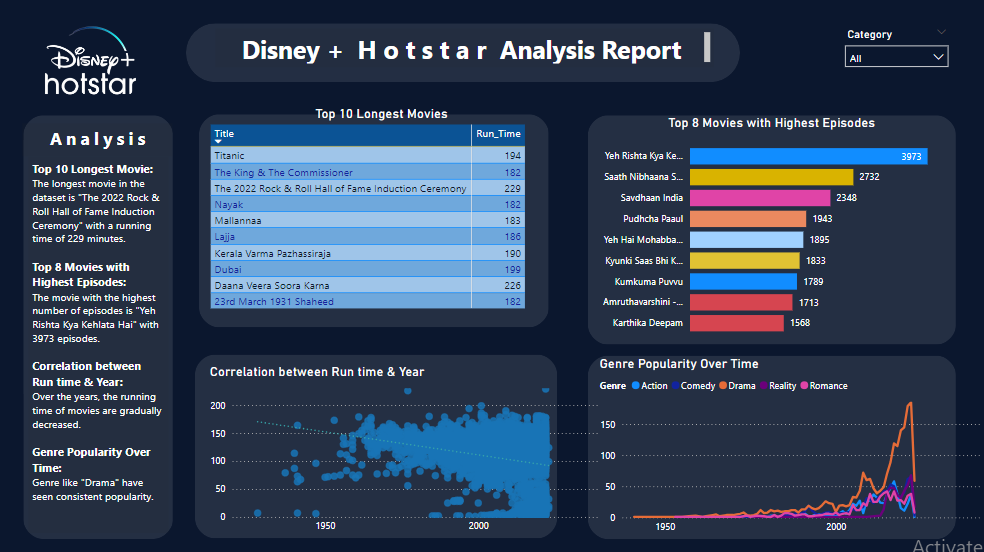 Disney+
hotstar
Disney + H o t s t a r Analysis Report
Category
All
Analysis
Top 10 Longest Movie:
The longest movie in the
dataset is "The 2022 Rock &
Roll Hall of Fame Induction
Ceremony" with a running
time of 229 minutes.
Top 8 Movies with
Highest Episodes:
The movie with the highest
number of episodes is "Yeh
Rishta Kya Kehlata Hai" with
3973 episodes.
Correlation between
Run time & Year:
Over the years, the running
time of movies are gradually
decreased.
Genre Popularity Over
Time:
Genre like "Drama" have
seen consistent popularity.
Top 10 Longest Movies
Title Run_Time
Titanic 194
The King & The Commissioner 182
The 2022 Rock & Roll Hall of Fame Induction Ceremony 229
Nayak 182
Mallannaa 183
Lajja 186
Kerala Varma Pazhassiraja 190
Dubai 199
Daana Veera Soora Karna 226
23rd March 1931 Shaheed 182
Top 8 Movies with Highest Episodes
Yeh Rishta Kya Ke... 3973
Saath Nibhaana S... 2732
Savdhaan India 2348
Pudhcha Paaul 1943
Yeh Hai Mohabba... 1895
Kyunki Saas Bhi K... 1833
Kumkuma Puvvu 1789
Amruthavarshini -... 1713
Karthika Deepam 1568
Correlation between Run time & Year
200
150
100
50
0
1950 2000
Genre Popularity Over Time
Genre Action Comedy Drama Reality Romance
150
100
50
0
1950 2000
Activate